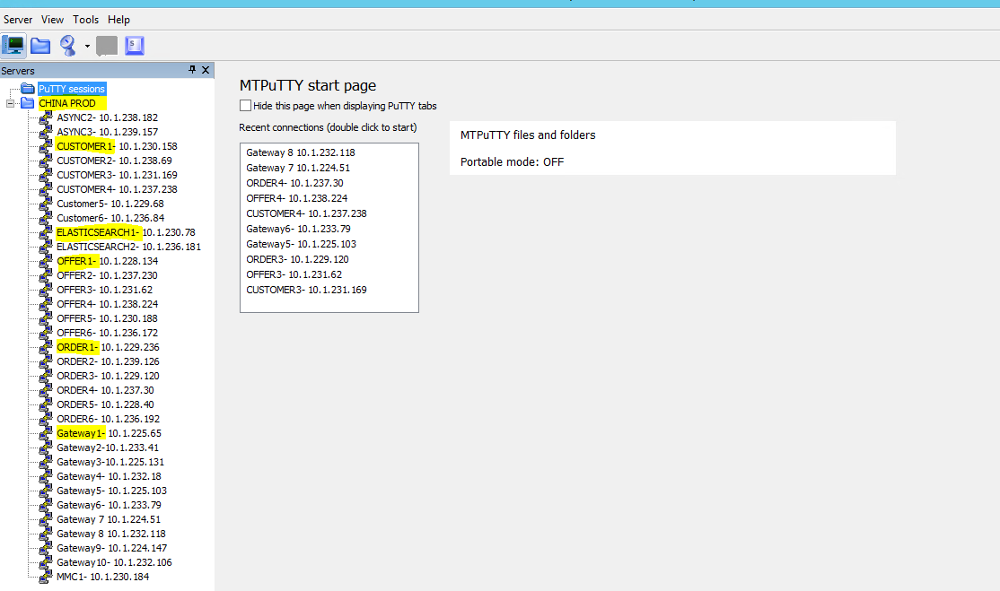 Server View Tools Help
Servers
PuTTY sessions
CHINA PROD
ASYNC2- 10.1.238.182
ASYNC3- 10.1.239.157
CUSTOMER1- 10.1.230.158
CUSTOMER2- 10.1.238.69
CUSTOMER3- 10.1.231.169
CUSTOMER4- 10.1.237.238
Customer5- 10.1.229.68
Customer6- 10.1.236.84
ELASTICSEARCH1- 10.1.230.78
ELASTICSEARCH2- 10.1.236.181
OFFER1- 10.1.228.134
OFFER2- 10.1.237.230
OFFER3- 10.1.231.62
OFFER4- 10.1.238.224
OFFER5- 10.1.230.188
OFFER6- 10.1.236.172
ORDER1- 10.1.229.236
ORDER2- 10.1.239.126
ORDER3- 10.1.229.120
ORDER4- 10.1.237.30
ORDER5- 10.1.228.40
ORDER6- 10.1.236.192
Gateway1- 10.1.225.65
Gateway2-10.1.233.41
Gateway3-10.1.225.131
Gateway4- 10.1.232.18
Gateway5- 10.1.225.103
Gateway6- 10.1.233.79
Gateway 7 10.1.224.51
Gateway 8 10.1.232.118
Gateway9- 10.1.224.147
Gateway10- 10.1.232.106
MMC1- 10.1.230.184
MTPuTTY start page
Hide this page when displaying PuTTY tabs
Recent connections (double click to start)
Gateway 8 10.1.232.118
Gateway 7 10.1.224.51
ORDER4- 10.1.237.30
OFFER4- 10.1.238.224
CUSTOMER4- 10.1.237.238
Gateway6- 10.1.233.79
Gateway5- 10.1.225.103
ORDER3- 10.1.229.120
OFFER3- 10.1.231.62
CUSTOMER3- 10.1.231.169
MTPuTTY files and folders
Portable mode: OFF